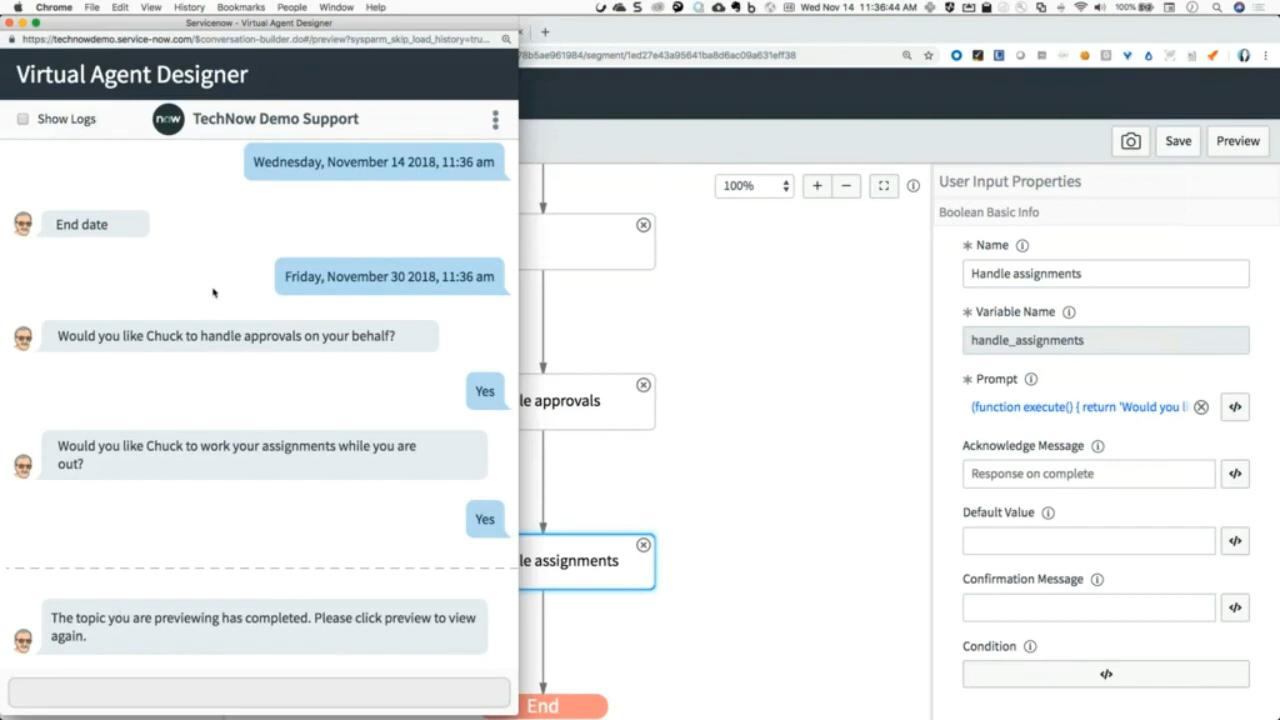 Chrome File Edit View History Bookmarks People Window Help
100% Wed Nov 14 11:36:44 AM
Servicenow - Virtual Agent Designer
https://technowdemo.service-now.com/$conversation-builder.do#/preview?sysparm_skip_load_history=tru...
78b5ae961984/segment/1ed27e43a95641ba8d6ac09a631eff38
Virtual Agent Designer
Show Logs
now
TechNow Demo Support
Save
Preview
Wednesday, November 14 2018, 11:36 am
End date
Friday, November 30 2018, 11:36 am
Would you like Chuck to handle approvals on your behalf?
Yes
Would you like Chuck to work your assignments while you are
out?
Yes
The topic you are previewing has completed. Please click preview to view
again.
100%
le approvals
le assignments
End
User Input Properties
Boolean Basic Info
Name
Handle assignments
Variable Name
handle_assignments
Prompt
(function execute() { return 'Would you li
Acknowledge Message
Response on complete
Default Value
Confirmation Message
Condition